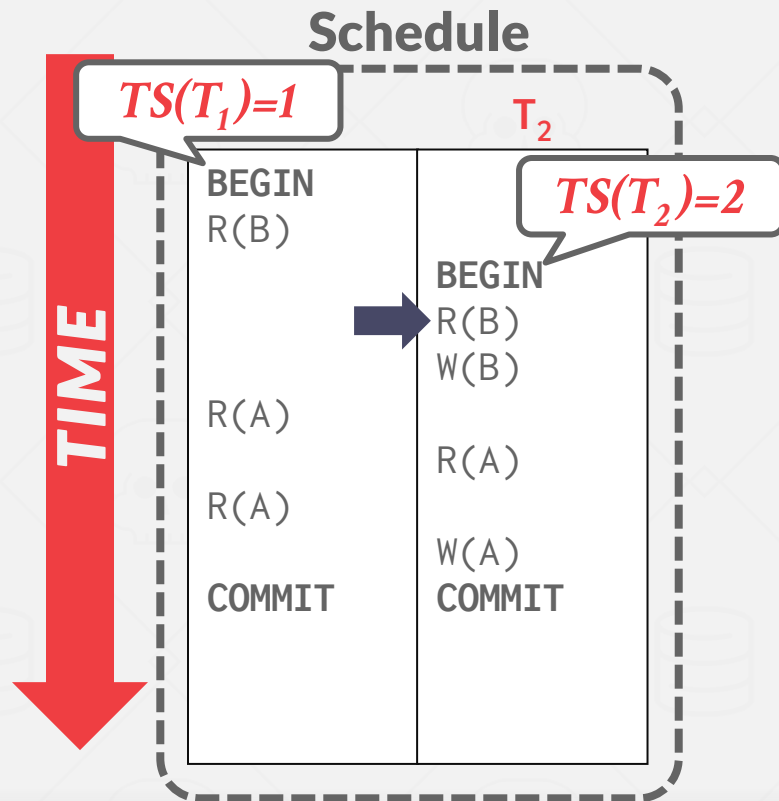 Schedule
TS(T₁)=1
T₂
BEGIN
TS(T₂)=2
R(B)
BEGIN
R(B)
W(B)
R(A)
R(A)
R(A)
W(A)
COMMIT
COMMIT
TIME